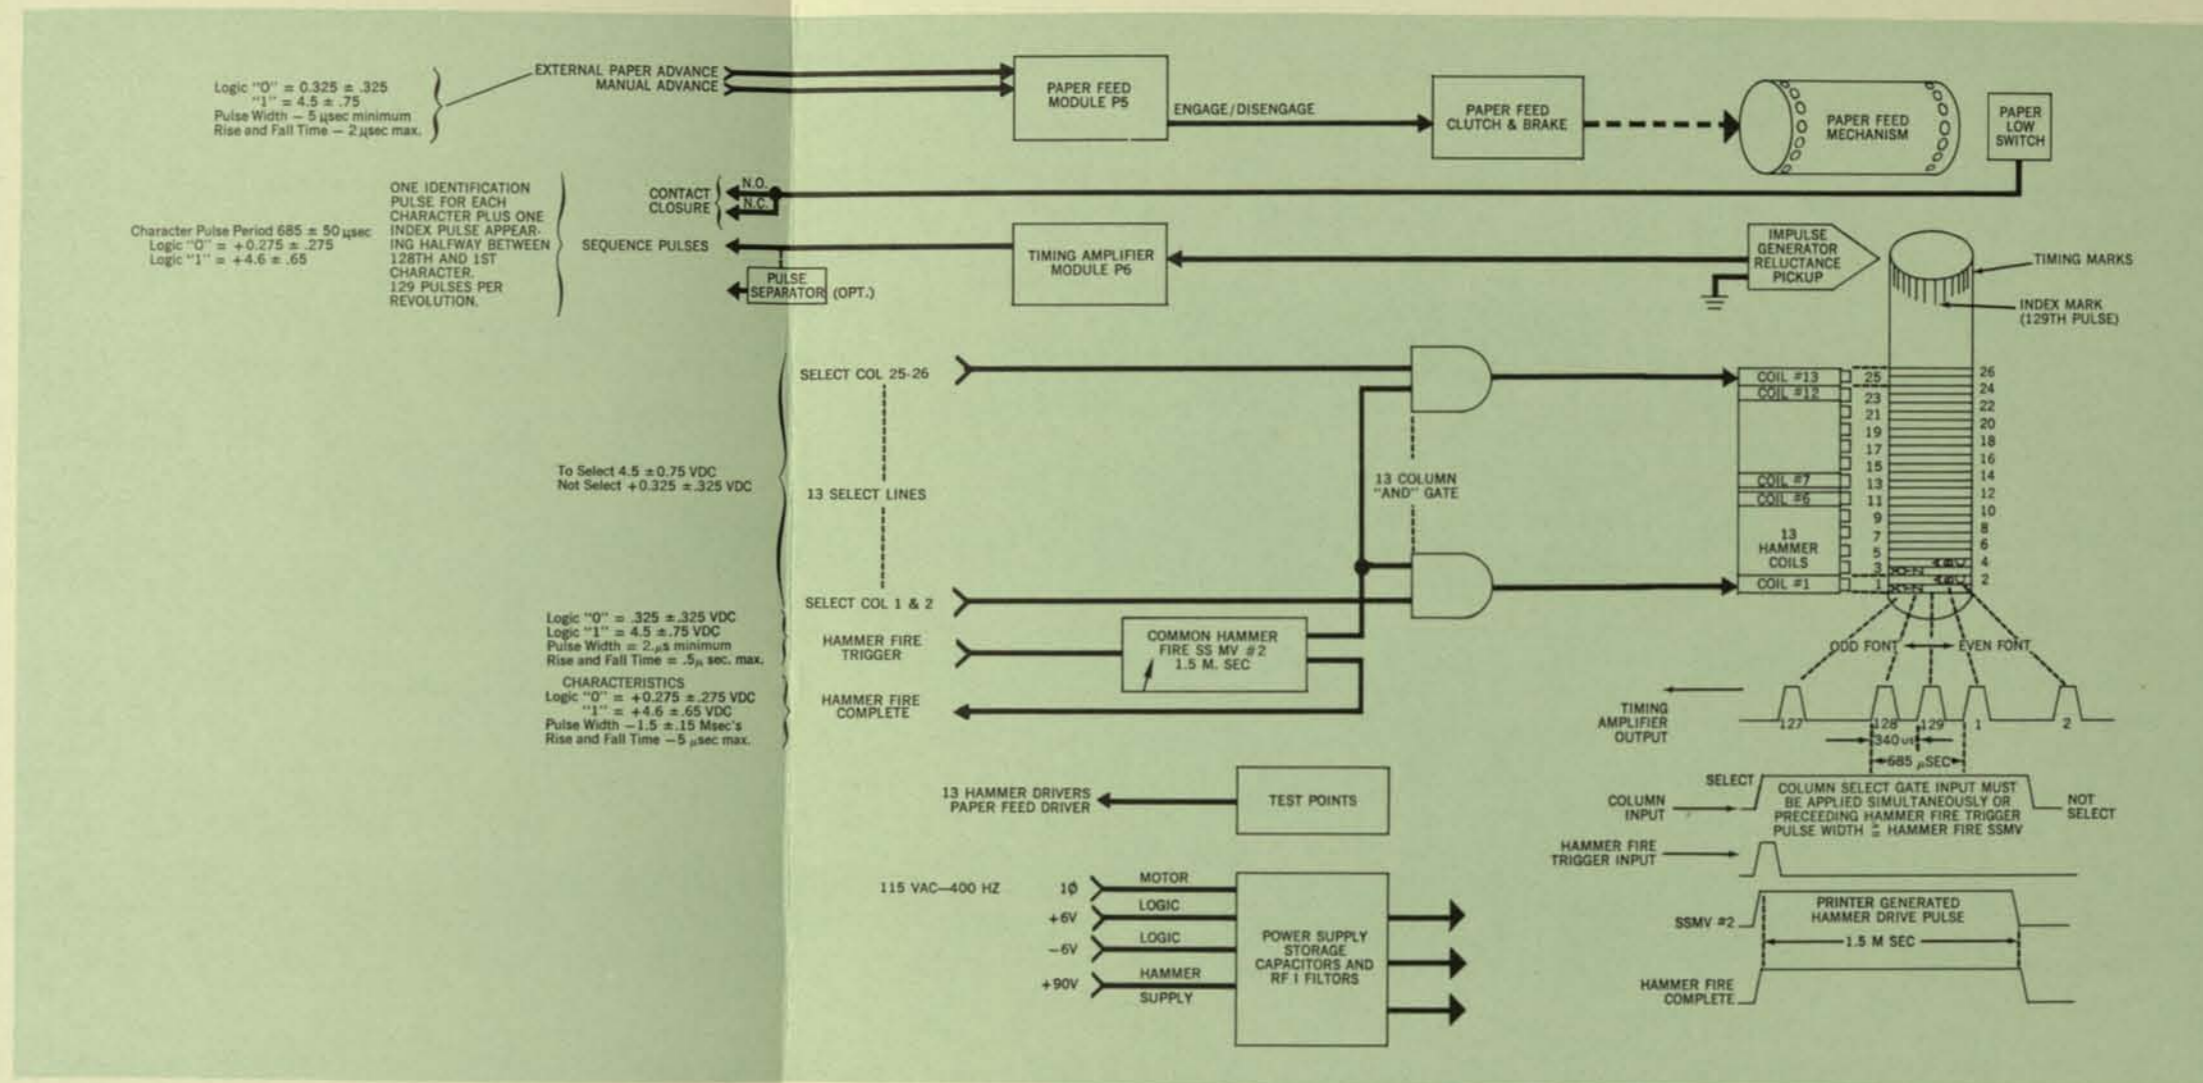 Logic "0" = 0.325 ± .325
"1" = 4.5 ± .75
Pulse Width — 5 μsec minimum
Rise and Fall Time — 2 μsec max.
EXTERNAL PAPER ADVANCE
MANUAL ADVANCE
PAPER FEED
MODULE P5
ENGAGE/DISENGAGE
PAPER FEED
CLUTCH & BRAKE
PAPER FEED
MECHANISM
PAPER
LOW
SWITCH
Character Pulse Period 685 ± 50 μsec
Logic "0" = +0.275 ± .275
Logic "1" = +4.6 ± .65
ONE IDENTIFICATION
PULSE FOR EACH
CHARACTER PLUS ONE
INDEX PULSE APPEAR-
ING HALFWAY BETWEEN
128TH AND 1ST
CHARACTER.
129 PULSES PER
REVOLUTION.
CONTACT
CLOSURE
N.O.
N.C.
SEQUENCE PULSES
PULSE
SEPARATOR (OPT.)
TIMING AMPLIFIER
MODULE P6
IMPULSE
GENERATOR
RELUCTANCE
PICKUP
TIMING MARKS
INDEX MARK
(129TH PULSE)
To Select 4.5 ±0.75 VDC
Not Select +0.325 ±.325 VDC
SELECT COL 25-26
13 SELECT LINES
SELECT COL 1 & 2
13 COLUMN
"AND" GATE
COIL #13
COIL #12
COIL #7
COIL #6
13
HAMMER
COILS
COIL #1
25
23
21
19
17
15
13
11
9
7
5
3
1
26
24
22
20
18
16
14
12
10
8
6
4
2
Logic "0" = .325 ±.325 VDC
Logic "1" = 4.5 ±.75 VDC
Pulse Width = 2.μs minimum
Rise and Fall Time = .5μ sec. max.
HAMMER FIRE
TRIGGER
COMMON HAMMER
FIRE SS MV #2
1.5 M. SEC
CHARACTERISTICS
Logic "0" = +0.275 ±.275 VDC
"1" = +4.6 ±.65 VDC
Pulse Width —1.5 ±.15 Msec's
Rise and Fall Time —5 μsec max.
HAMMER FIRE
COMPLETE
ODD FONT
EVEN FONT
TIMING
AMPLIFIER
OUTPUT
127
128
129
1
2
340 us
685 μSEC
13 HAMMER DRIVERS
PAPER FEED DRIVER
TEST POINTS
COLUMN
INPUT
SELECT
COLUMN SELECT GATE INPUT MUST
BE APPLIED SIMULTANEOUSLY OR
PRECEEDING HAMMER FIRE TRIGGER
PULSE WIDTH ≥ HAMMER FIRE SSMV
NOT
SELECT
HAMMER FIRE
TRIGGER INPUT
115 VAC—400 HZ
1ϕ
MOTOR
+6V
LOGIC
−6V
LOGIC
+90V
HAMMER
SUPPLY
POWER SUPPLY
STORAGE
CAPACITORS AND
RF I FILTORS
SSMV #2
PRINTER GENERATED
HAMMER DRIVE PULSE
1.5 M SEC
HAMMER FIRE
COMPLETE